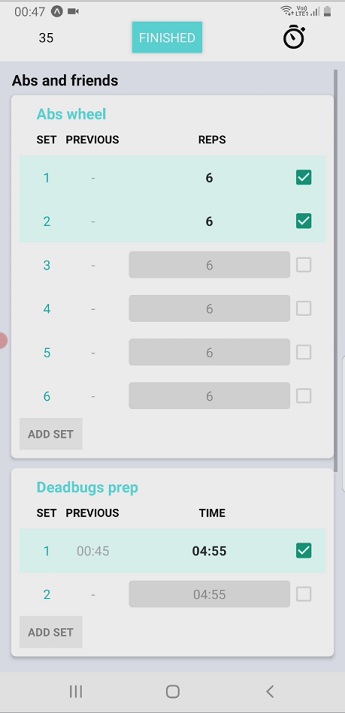 00:47
35 FINISHED
Abs and friends
Abs wheel
SET PREVIOUS REPS
1 - 6
2 - 6
3 - 6
4 - 6
5 - 6
6 - 6
ADD SET
Deadbugs prep
SET PREVIOUS TIME
1 00:45 04:55
2 - 04:55
ADD SET